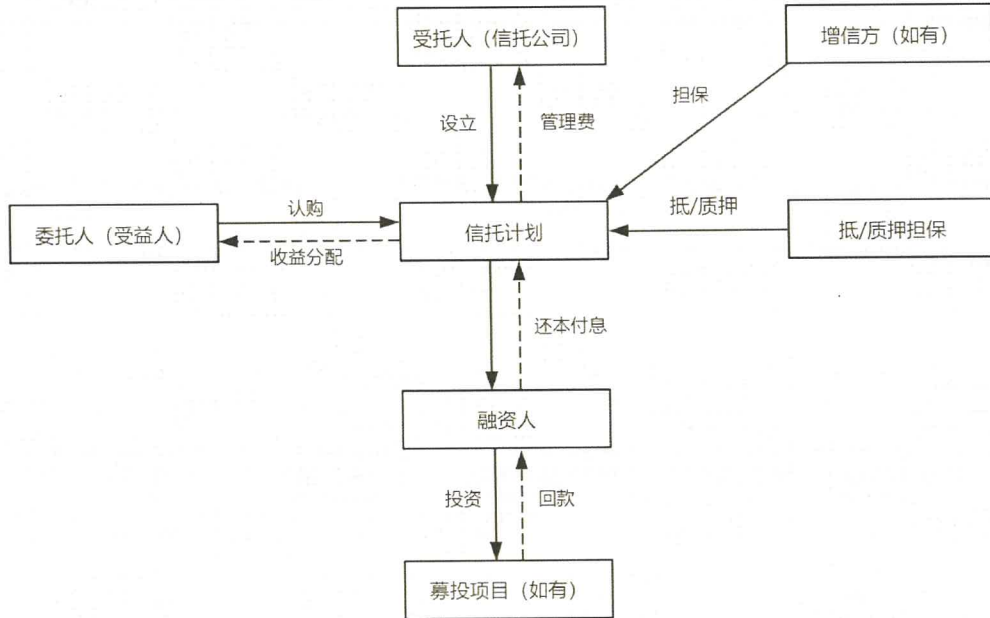 受托人（信托公司）
增信方（如有）
担保
设立
管理费
认购
抵/质押
委托人（受益人）
信托计划
抵/质押担保
收益分配
还本付息
融资人
投资
回款
募投项目（如有）